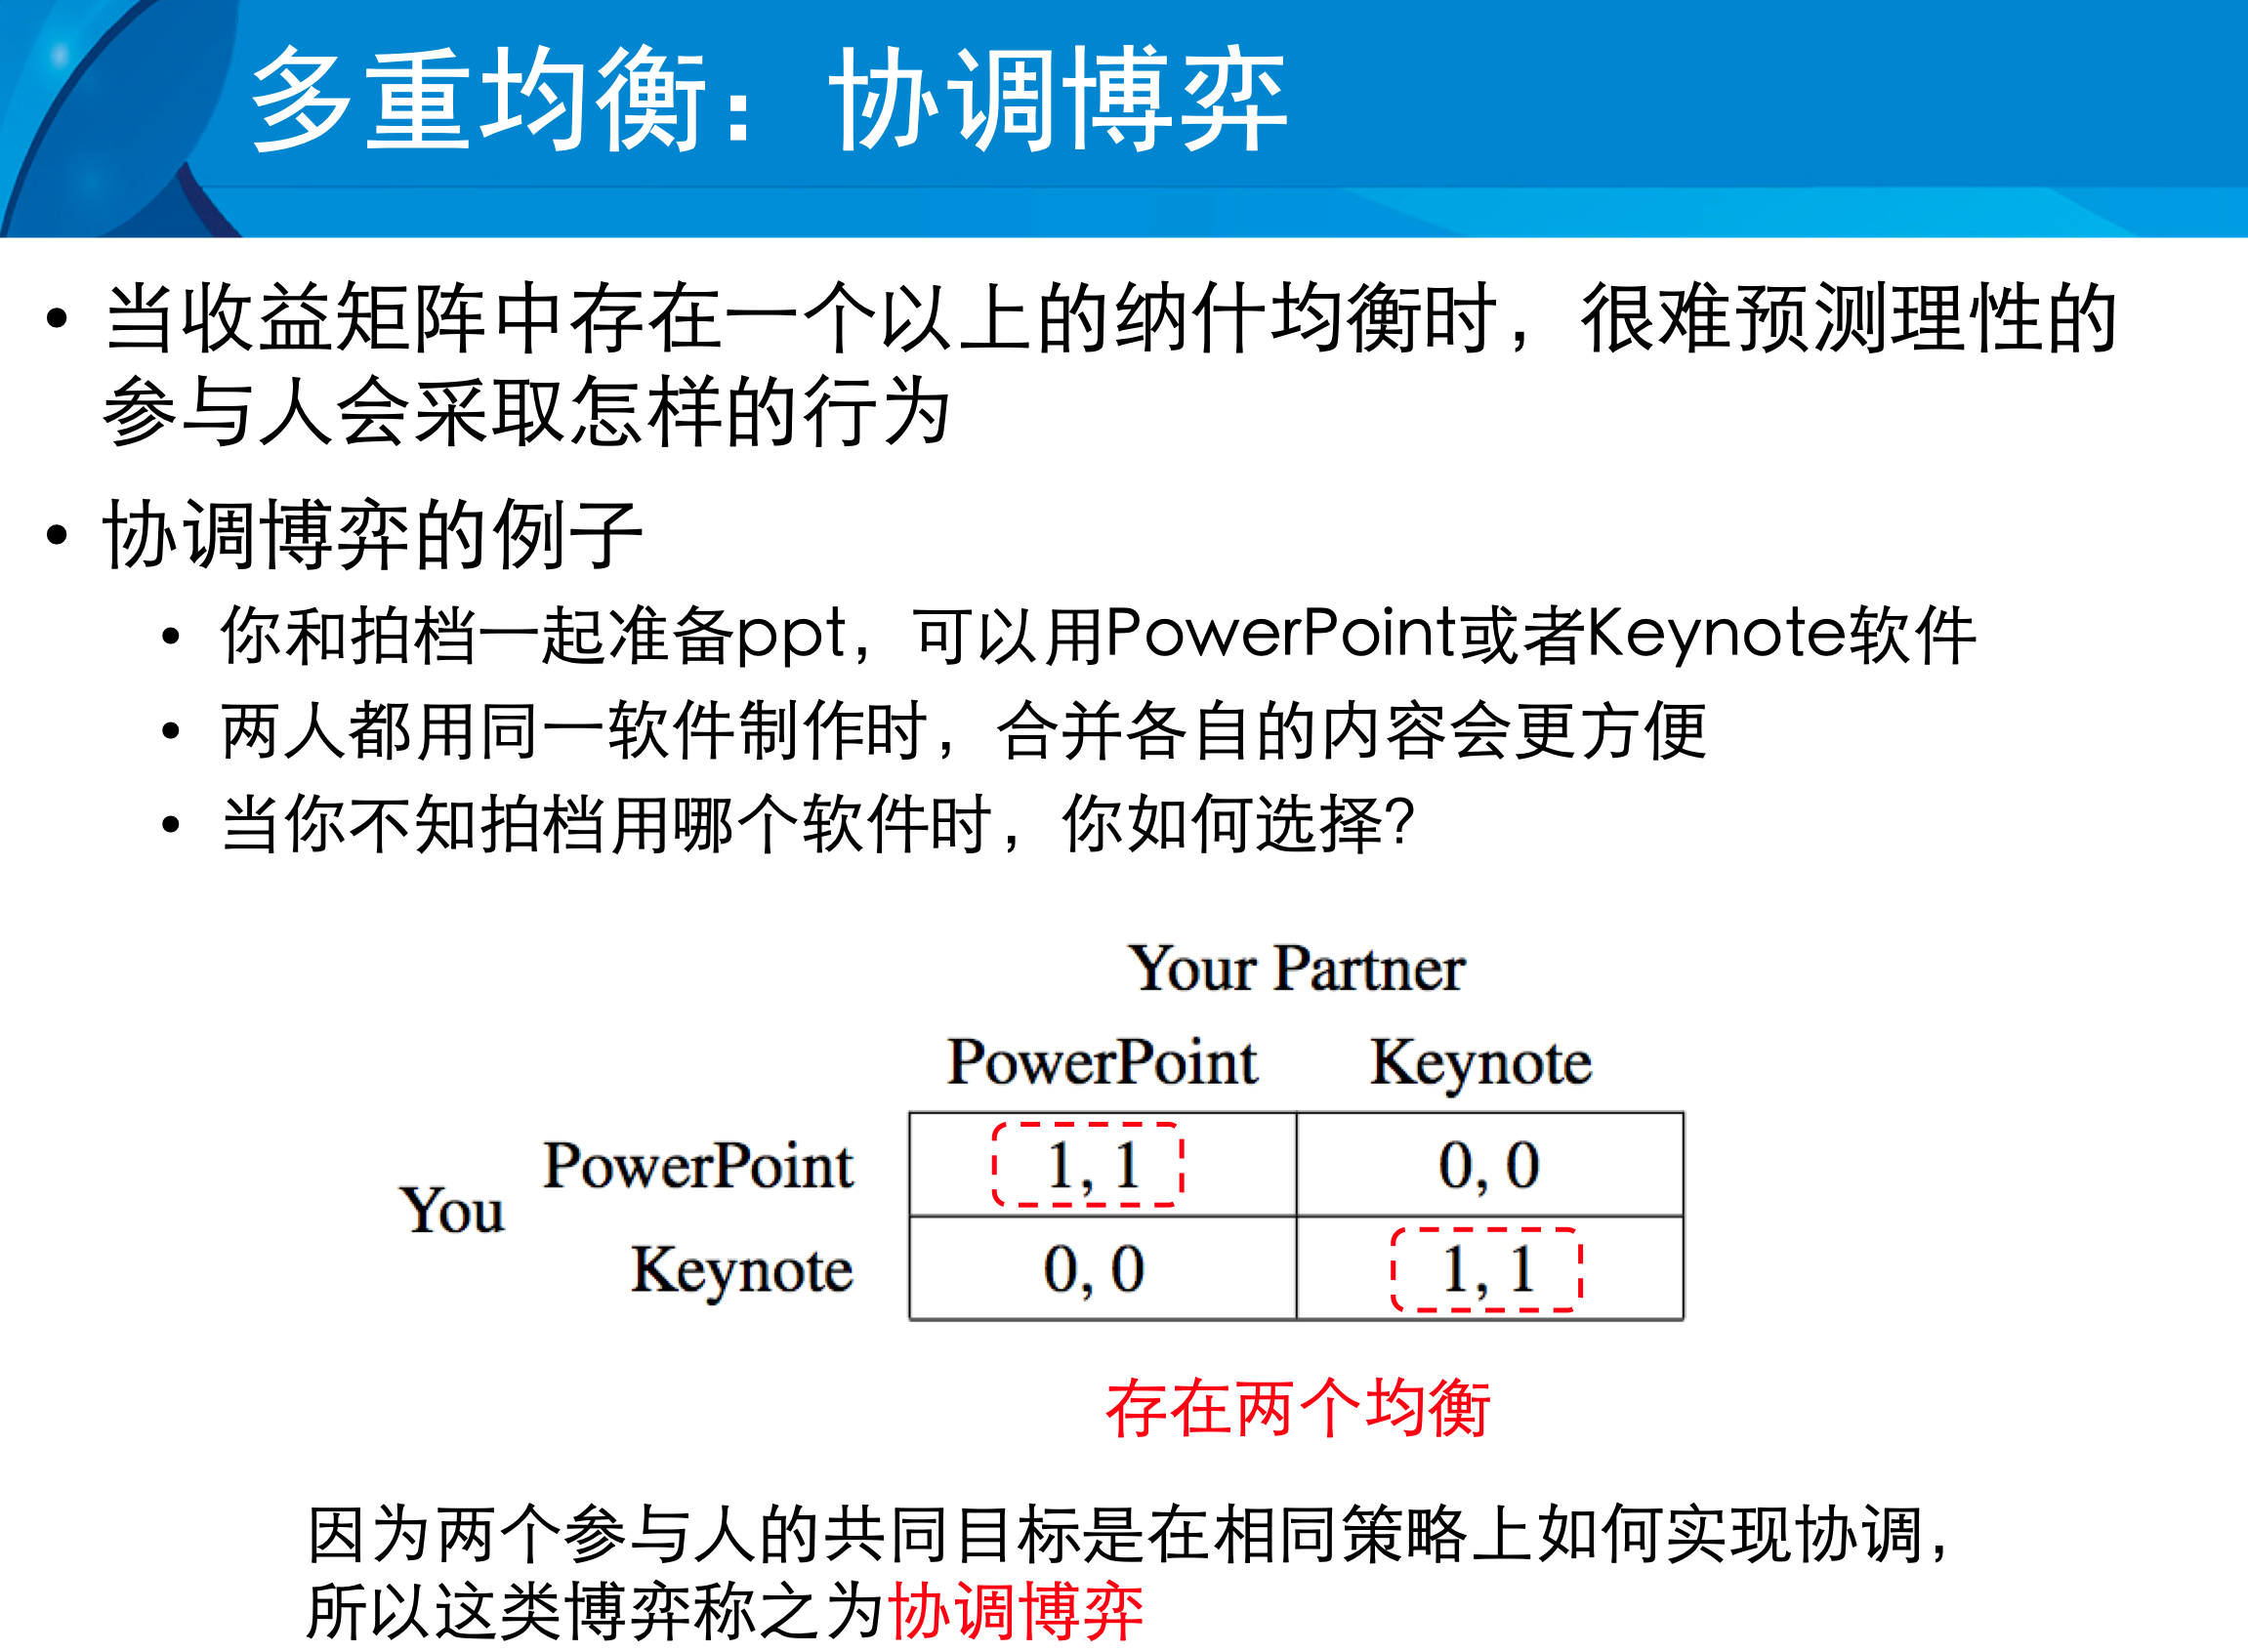 多重均衡：协调博弈
• 当收益矩阵中存在一个以上的纳什均衡时，很难预测理性的
参与人会采取怎样的行为
• 协调博弈的例子
• 你和拍档一起准备ppt，可以用PowerPoint或者Keynote软件
• 两人都用同一软件制作时，合并各自的内容会更方便
• 当你不知拍档用哪个软件时，你如何选择？
Your Partner
PowerPoint Keynote
PowerPoint 1, 1 0, 0
You
Keynote 0, 0 1, 1
存在两个均衡
因为两个参与人的共同目标是在相同策略上如何实现协调，
所以这类博弈称之为协调博弈